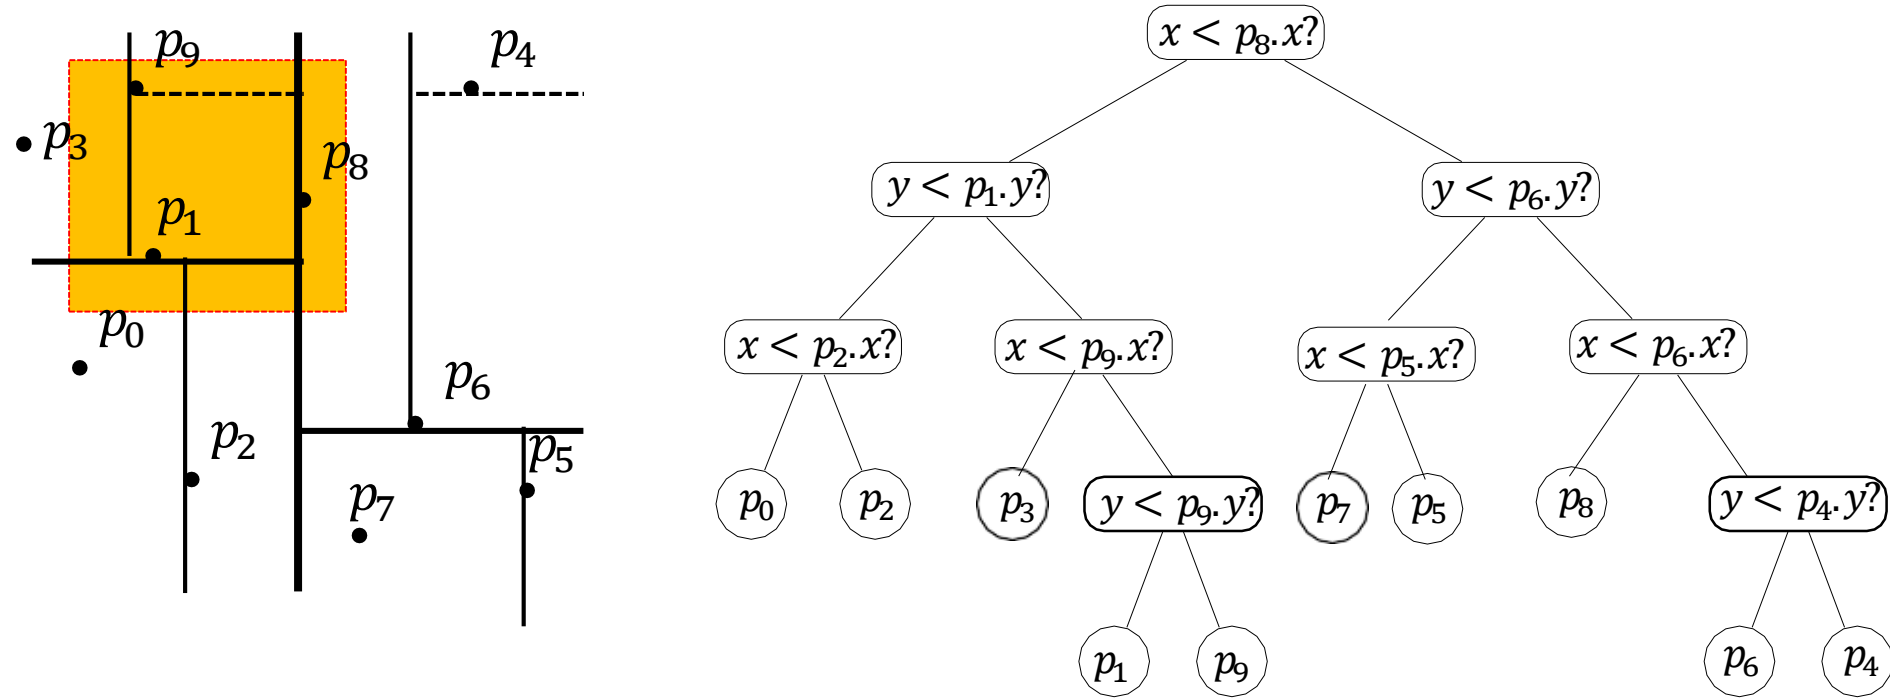 p₉
p₄
p₃
p₈
p₁
p₀
p₆
p₂
p₅
p₇
x < p₈.x?
y < p₁.y?
y < p₆.y?
x < p₂.x?
x < p₉.x?
x < p₅.x?
x < p₆.x?
p₀
p₂
p₃
y < p₉.y?
p₇
p₅
p₈
y < p₄.y?
p₁
p₉
p₆
p₄